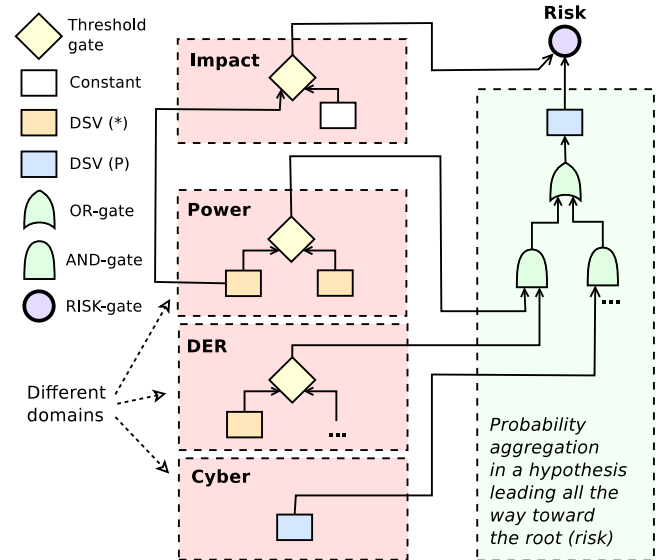 Threshold
gate
Constant
DSV (*)
DSV (P)
OR-gate
AND-gate
RISK-gate
Different
domains
Impact
Power
DER
...
Cyber
Risk
...
Probability
aggregation
in a hypothesis
leading all the
way toward
the root (risk)